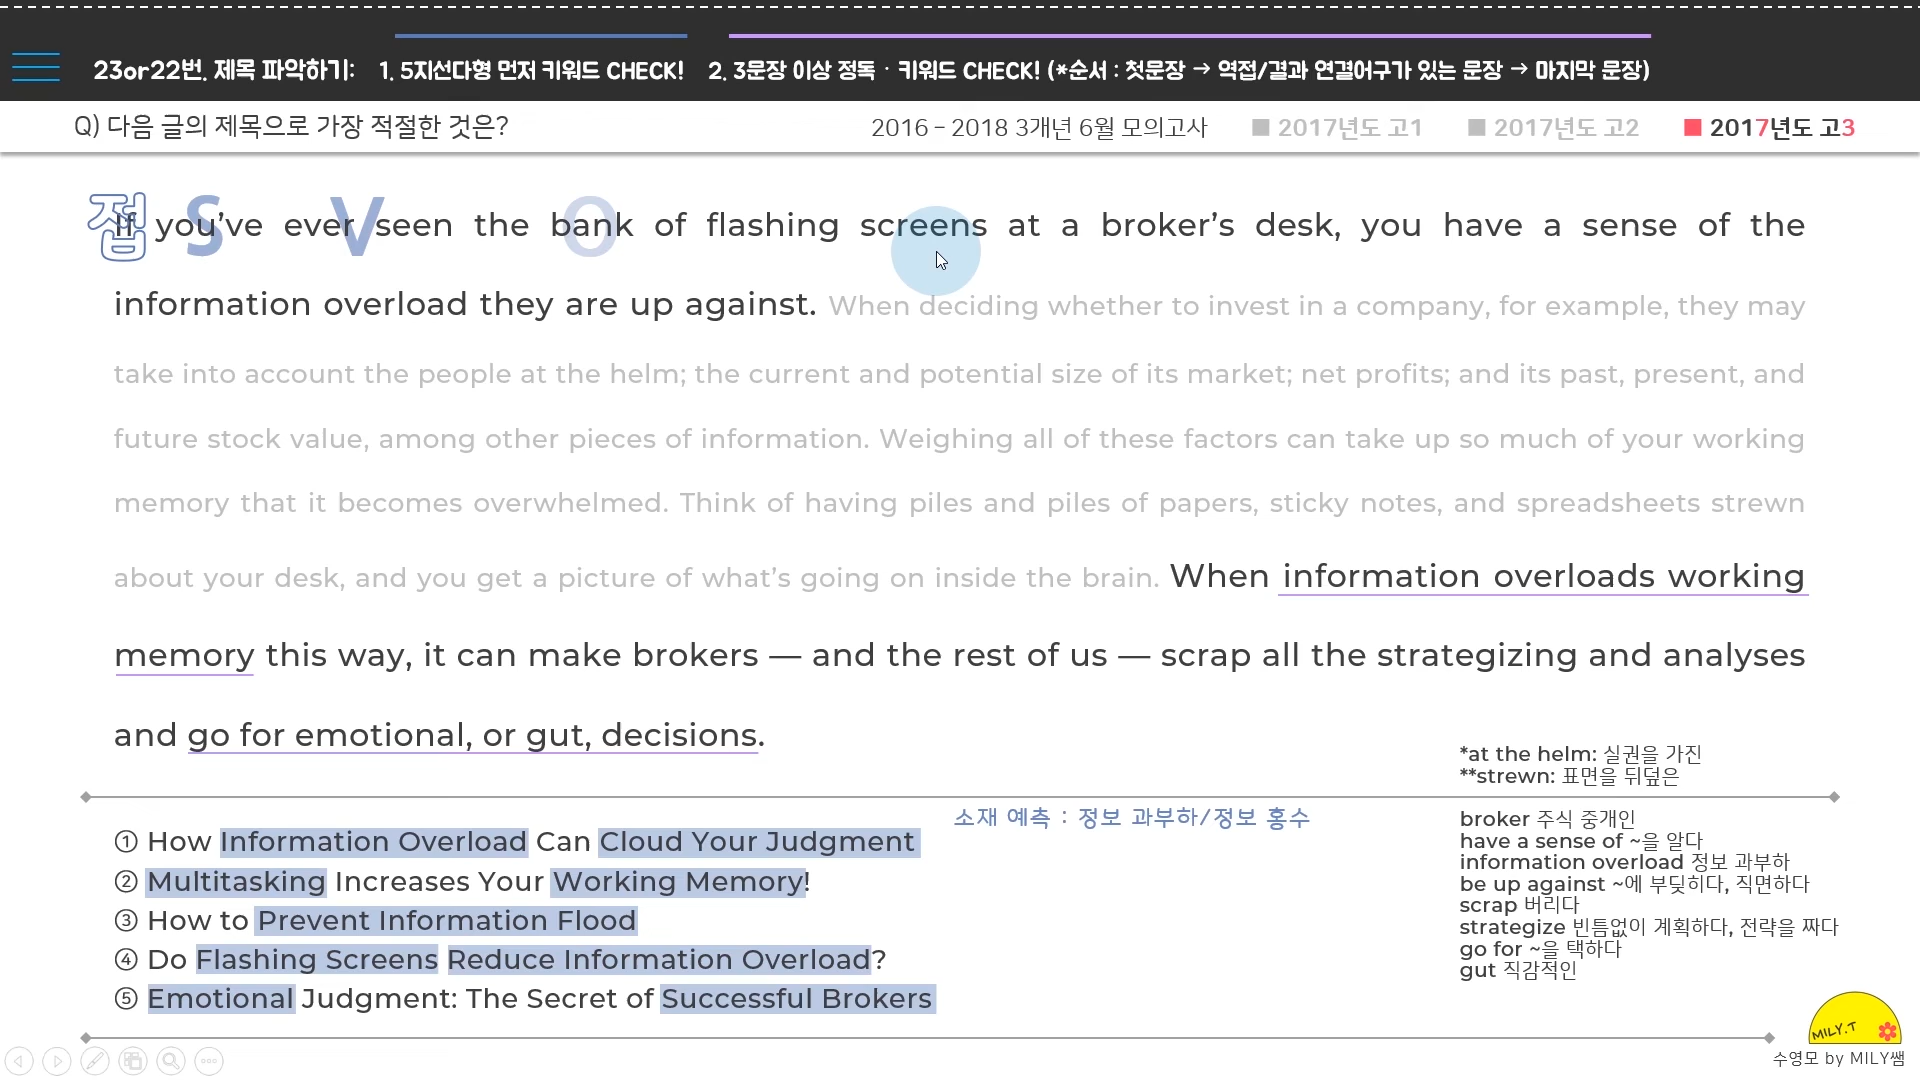 23or22번. 제목 파악하기: 1. 5지선다형 먼저 키워드 CHECK! 2. 3문장 이상 정독 · 키워드 CHECK! (*순서 : 첫문장 → 역접/결과 연결어구가 있는 문장 → 마지막 문장)
Q) 다음 글의 제목으로 가장 적절한 것은? 2016 – 2018 3개년 6월 모의고사 ■ 2017년도 고1 ■ 2017년도 고2 ■ 2017년도 고3
접 S V O
If you've ever seen the bank of flashing screens at a broker's desk, you have a sense of the
information overload they are up against. When deciding whether to invest in a company, for example, they may
take into account the people at the helm; the current and potential size of its market; net profits; and its past, present, and
future stock value, among other pieces of information. Weighing all of these factors can take up so much of your working
memory that it becomes overwhelmed. Think of having piles and piles of papers, sticky notes, and spreadsheets strewn
about your desk, and you get a picture of what's going on inside the brain. When information overloads working
memory this way, it can make brokers — and the rest of us — scrap all the strategizing and analyses
and go for emotional, or gut, decisions.
*at the helm: 실권을 가진
**strewn: 표면을 뒤덮은
소재 예측 : 정보 과부하/정보 홍수
① How Information Overload Can Cloud Your Judgment
② Multitasking Increases Your Working Memory!
③ How to Prevent Information Flood
④ Do Flashing Screens Reduce Information Overload?
⑤ Emotional Judgment: The Secret of Successful Brokers
broker 주식 중개인
have a sense of ~을 알다
information overload 정보 과부하
be up against ~에 부딪히다, 직면하다
scrap 버리다
strategize 빈틈없이 계획하다, 전략을 짜다
go for ~을 택하다
gut 직감적인
MILY.T
수영모 by MILY쌤